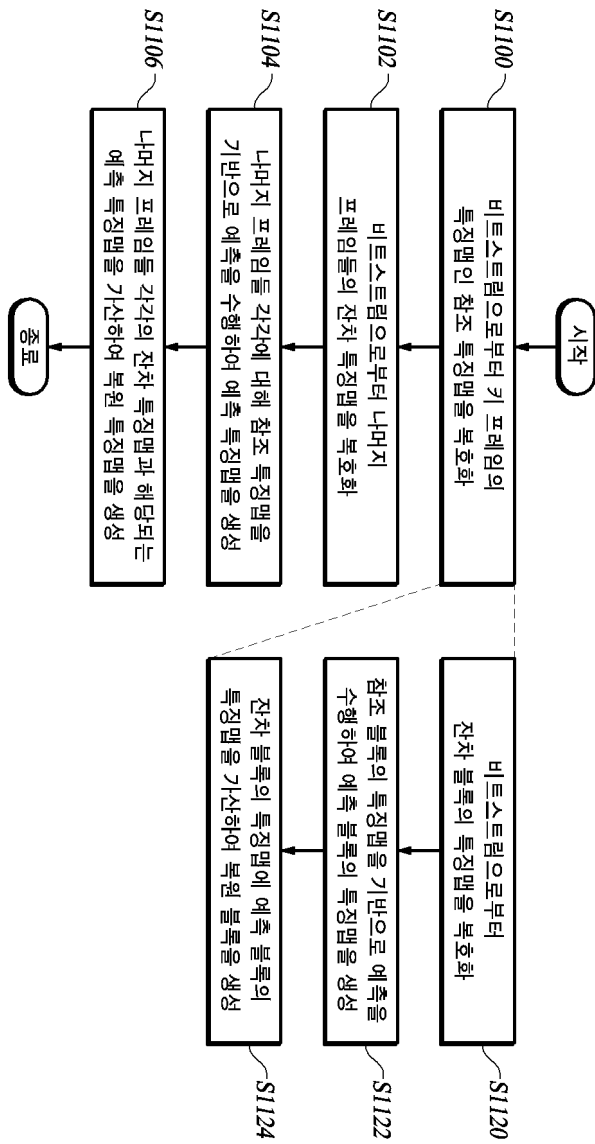 시작
S1100
비트스트림으로부터 키 프레임의
특징맵인 참조 특징맵을 복호화
S1102
비트스트림으로부터 나머지
프레임들의 잔차 특징맵을 복호화
S1104
나머지 프레임들 각각에 대해 참조 특징맵을
기반으로 예측을 수행하여 예측 특징맵을 생성
S1106
나머지 프레임들 각각의 잔차 특징맵과 해당되는
예측 특징맵을 가산하여 복원 특징맵을 생성
종료
비트스트림으로부터
잔차 블록의 특징맵을 복호화
S1120
참조 블록의 특징맵을 기반으로 예측을
수행하여 예측 블록의 특징맵을 생성
S1122
잔차 블록의 특징맵에 예측 블록의
특징맵을 가산하여 복원 블록을 생성
S1124